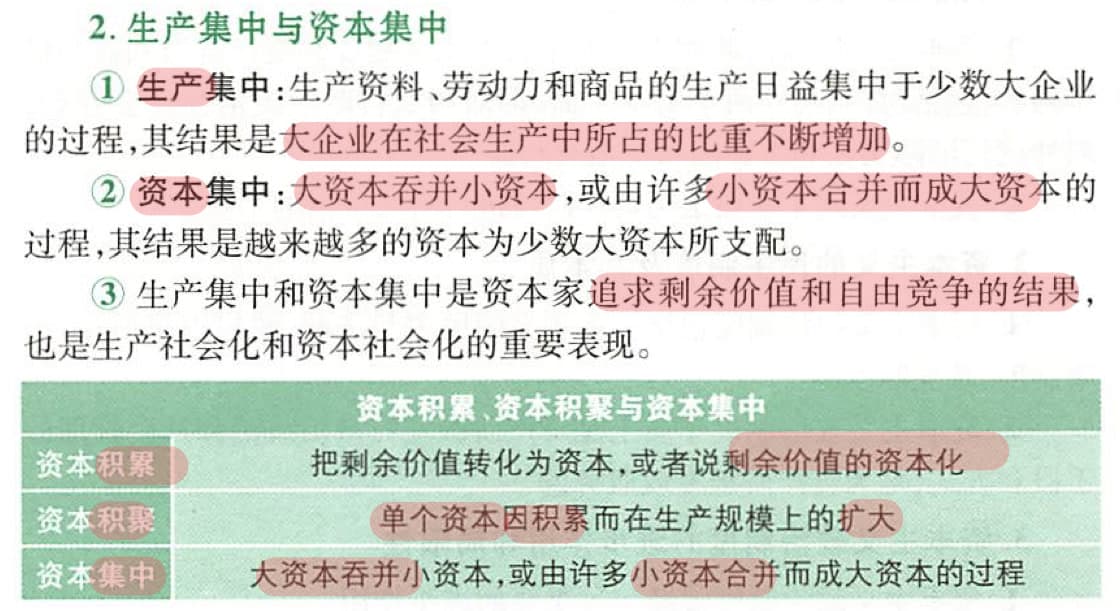 2. 生产集中与资本集中
① 生产集中:生产资料、劳动力和商品的生产日益集中于少数大企业
的过程,其结果是大企业在社会生产中所占的比重不断增加。
② 资本集中:大资本吞并小资本,或由许多小资本合并而成大资本的
过程,其结果是越来越多的资本为少数大资本所支配。
③ 生产集中和资本集中是资本家追求剩余价值和自由竞争的结果,
也是生产社会化和资本社会化的重要表现。
资本积累、资本积聚与资本集中
资本积累 把剩余价值转化为资本,或者说剩余价值的资本化
资本积聚 单个资本因积累而在生产规模上的扩大
资本集中 大资本吞并小资本,或由许多小资本合并而成大资本的过程